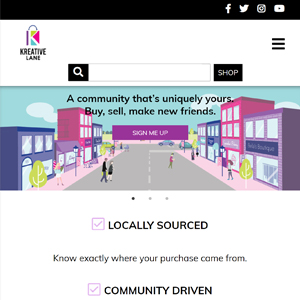 KREATIVE
LANE
SHOP
A community that's uniquely yours.
Buy, sell, make new friends.
SIGN ME UP
LOCALLY SOURCED
Know exactly where your purchase came from.
COMMUNITY DRIVEN